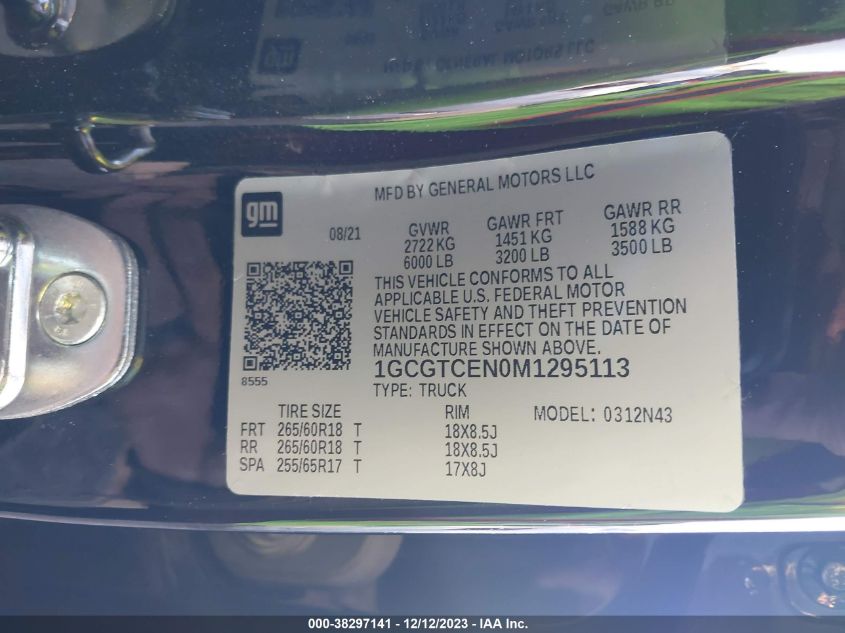 gm
MFD BY GENERAL MOTORS LLC
08/21
GVWR GAWR FRT GAWR RR
2722 KG 1451 KG 1588 KG
6000 LB 3200 LB 3500 LB
THIS VEHICLE CONFORMS TO ALL
APPLICABLE U.S. FEDERAL MOTOR
VEHICLE SAFETY AND THEFT PREVENTION
STANDARDS IN EFFECT ON THE DATE OF
MANUFACTURE SHOWN ABOVE.
8555
1GCGTCEN0M1295113
TYPE: TRUCK
TIRE SIZE RIM MODEL: 0312N43
FRT 265/60R18 T 18X8.5J
RR 265/60R18 T 18X8.5J
SPA 255/65R17 T 17X8J
000-38297141 - 12/12/2023 - IAA Inc.